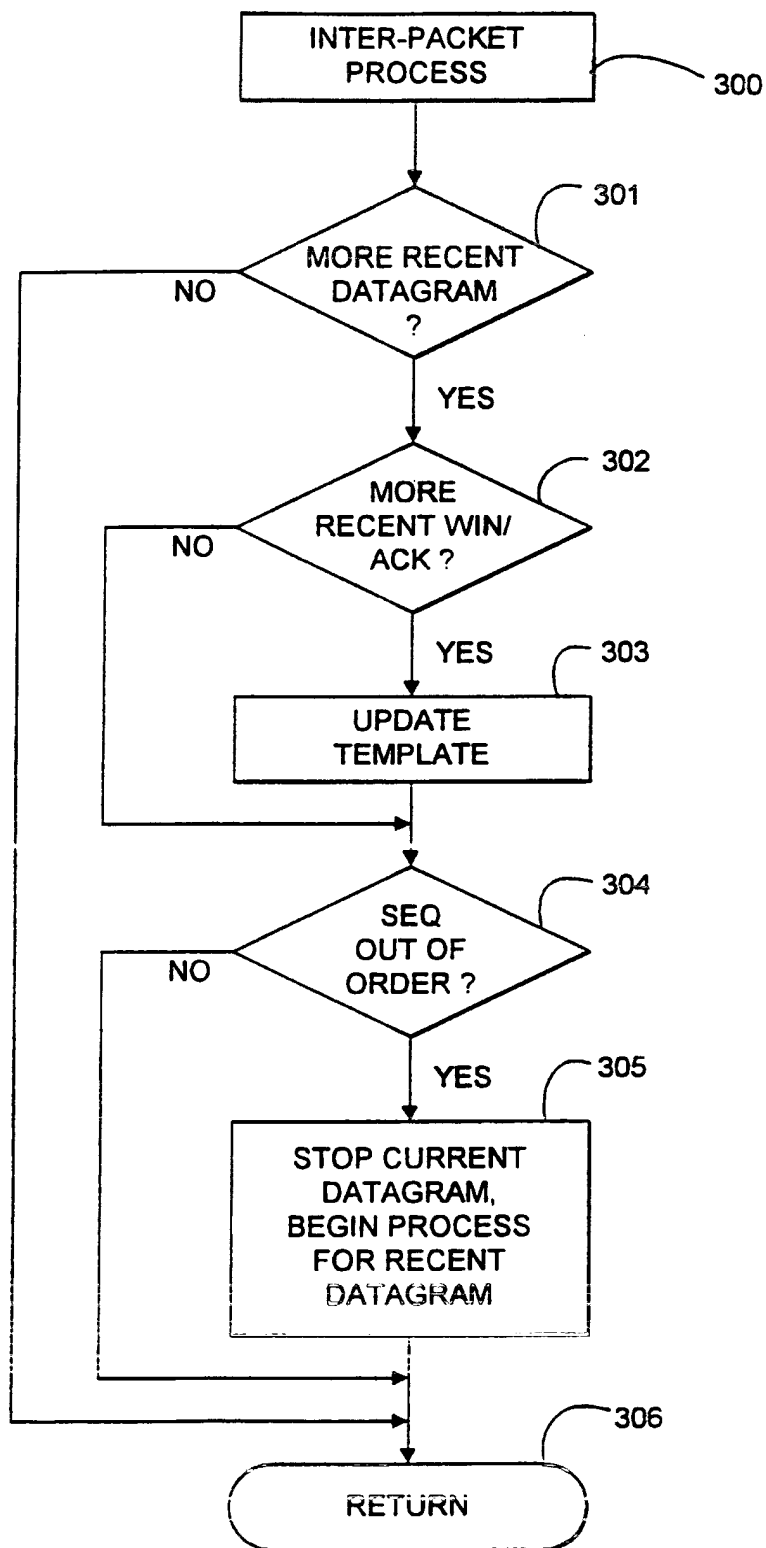 INTER-PACKET
PROCESS
300
301
MORE RECENT
DATAGRAM
?
NO
YES
302
MORE
RECENT WIN/
ACK ?
NO
YES
303
UPDATE
TEMPLATE
304
SEQ
OUT OF
ORDER ?
NO
YES
305
STOP CURRENT
DATAGRAM,
BEGIN PROCESS
FOR RECENT
DATAGRAM
306
RETURN